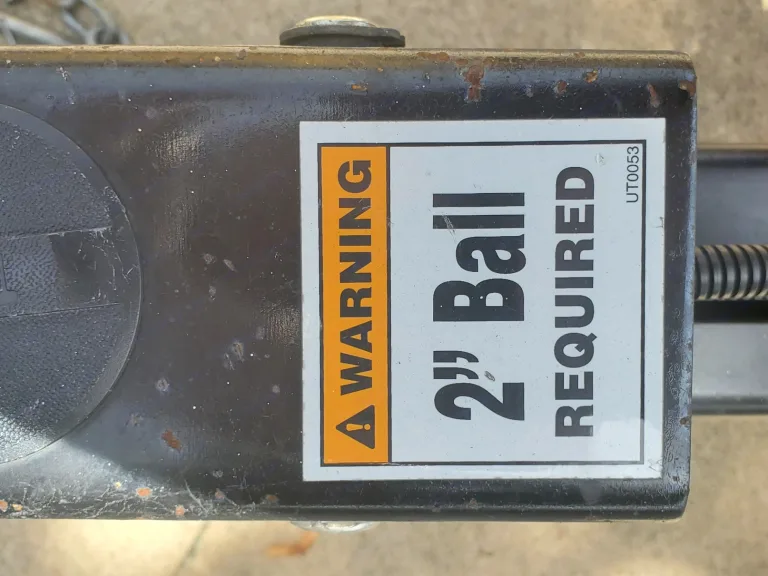 WARNING
2" Ball
REQUIRED
UT0053